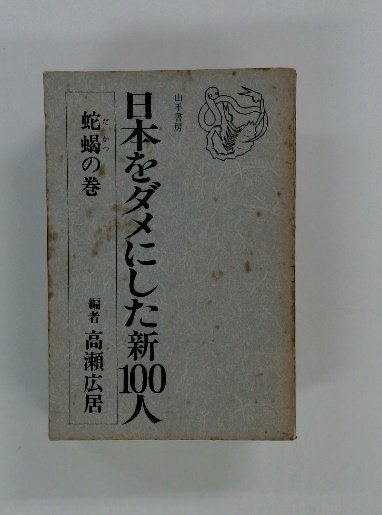 山手書房
日本をダメにした新100人
蛇蝎の巻
だかつ
編者 高瀬広居